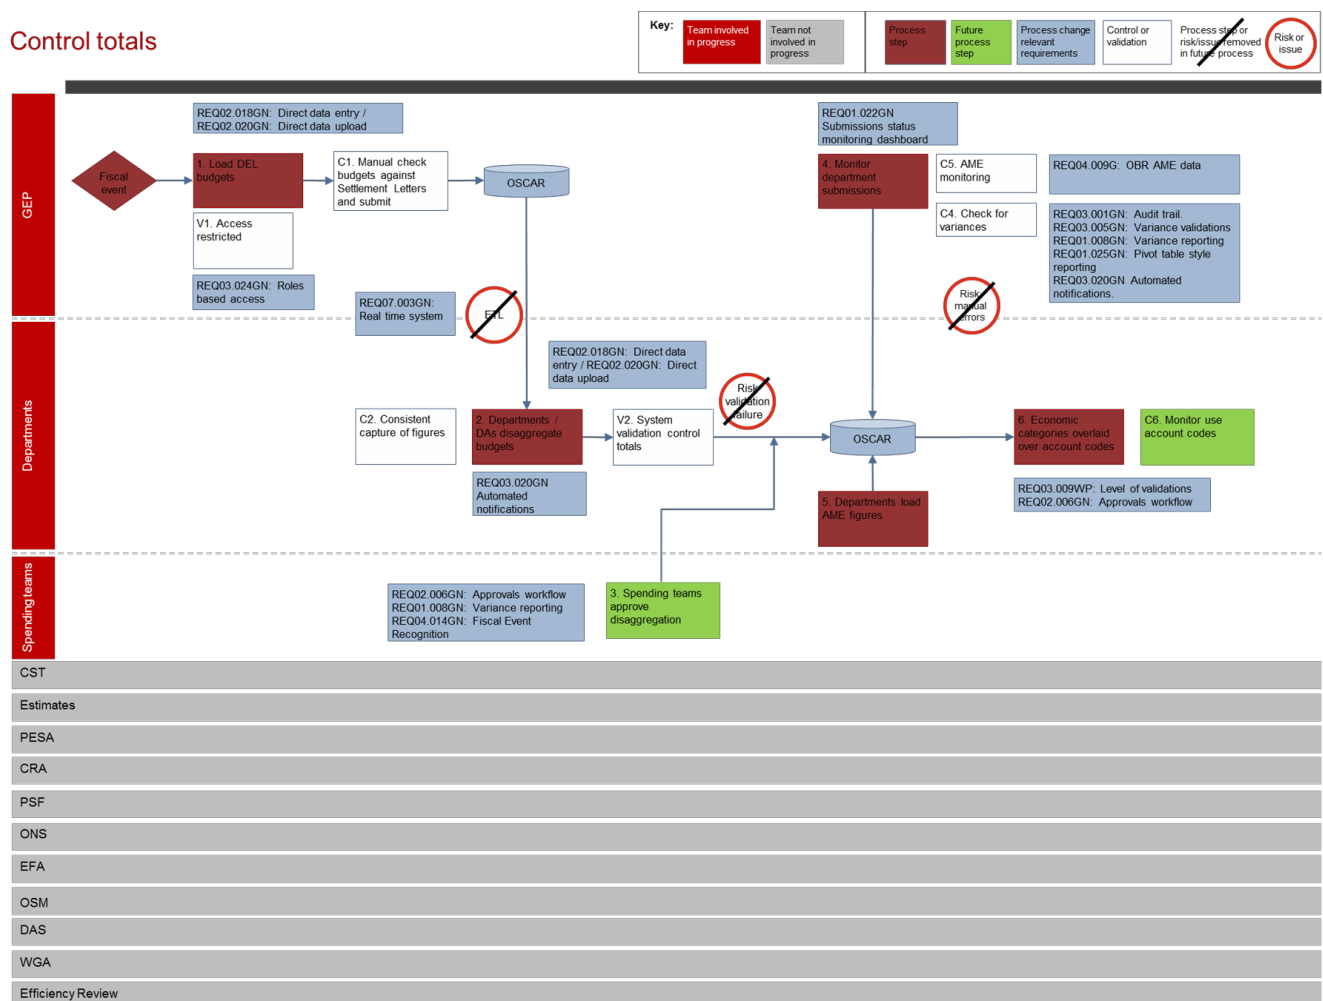 Control totals
Key:
Team involved
in progress
Team not
involved in
progress
Process
step
Future
process
step
Process change
relevant
requirements
Control or
validation
Process step or
risk/issue removed
in future process
Risk or
issue
GEP
REQ02.018GN: Direct data entry /
REQ02.020GN: Direct data upload
Fiscal
event
1. Load DEL
budgets
C1. Manual check
budgets against
Settlement Letters
and submit
OSCAR
V1. Access
restricted
REQ03.024GN: Roles
based access
REQ07.003GN:
Real time system
ETL
REQ01.022GN
Submissions status
monitoring dashboard
4. Monitor
department
submissions
C5. AME
monitoring
REQ04.009G: OBR AME data
C4. Check for
variances
REQ03.001GN: Audit trail.
REQ03.005GN: Variance validations
REQ01.008GN: Variance reporting
REQ01.025GN: Pivot table style
reporting
REQ03.020GN Automated
notifications.
Risk:
manual
errors
Departments
REQ02.018GN: Direct data
entry / REQ02.020GN: Direct
data upload
Risk:
validation
failure
C2. Consistent
capture of figures
2. Departments /
DAs disaggregate
budgets
V2. System
validation control
totals
OSCAR
6. Economic
categories overlaid
over account codes
C6. Monitor use
account codes
REQ03.020GN
Automated
notifications
5. Departments load
AME figures
REQ03.009WP: Level of validations
REQ02.006GN: Approvals workflow
Spending teams
REQ02.006GN: Approvals workflow
REQ01.008GN: Variance reporting
REQ04.014GN: Fiscal Event
Recognition
3. Spending teams
approve
disaggregation
CST
Estimates
PESA
CRA
PSF
ONS
EFA
OSM
DAS
WGA
Efficiency Review